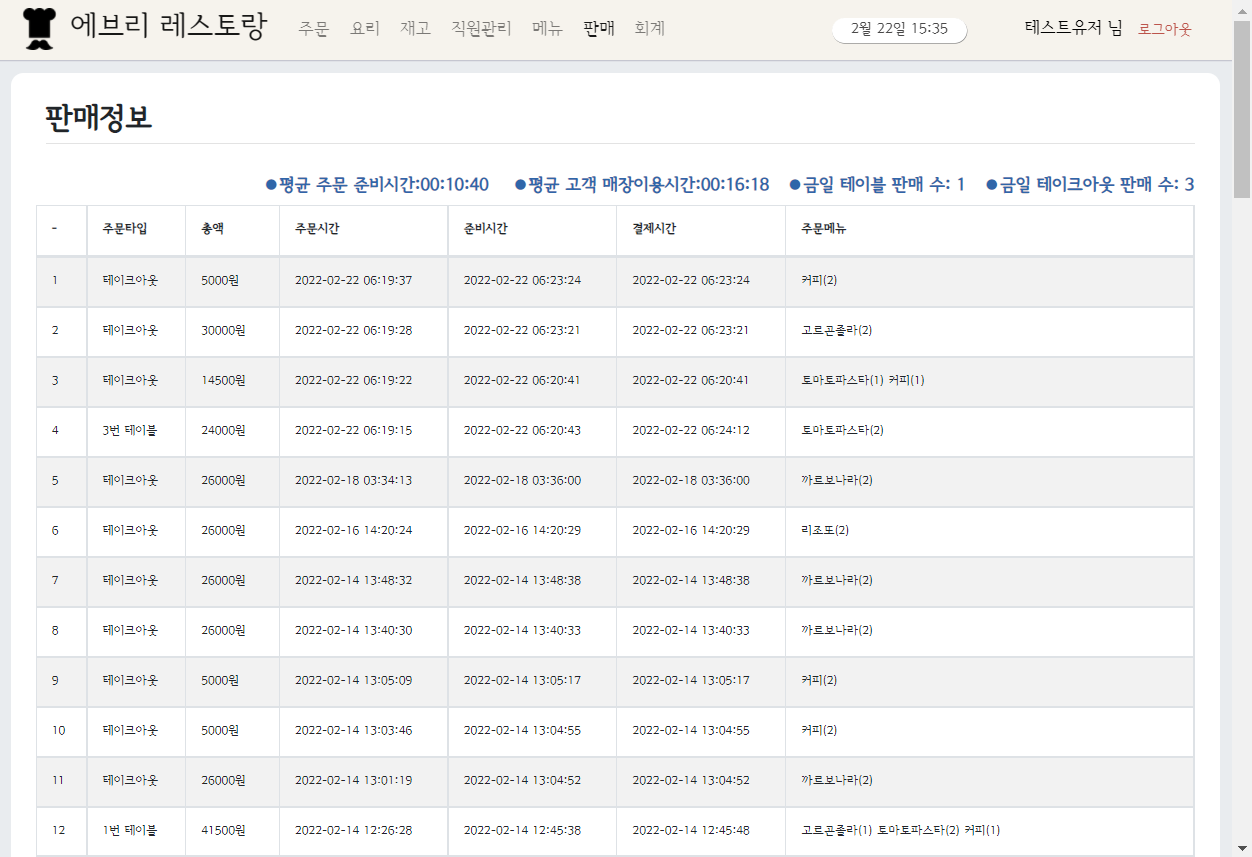 에브리 레스토랑 주문 요리 재고 직원관리 메뉴 판매 회계 2월 22일 15:35 테스트유저 님 로그아웃
판매정보
●평균 주문 준비시간:00:10:40 ●평균 고객 매장이용시간:00:16:18 ●금일 테이블 판매 수: 1 ●금일 테이크아웃 판매 수: 3
- 주문타입 총액 주문시간 준비시간 결제시간 주문메뉴
1 테이크아웃 5000원 2022-02-22 06:19:37 2022-02-22 06:23:24 2022-02-22 06:23:24 커피(2)
2 테이크아웃 30000원 2022-02-22 06:19:28 2022-02-22 06:23:21 2022-02-22 06:23:21 고르곤졸라(2)
3 테이크아웃 14500원 2022-02-22 06:19:22 2022-02-22 06:20:41 2022-02-22 06:20:41 토마토파스타(1) 커피(1)
4 3번 테이블 24000원 2022-02-22 06:19:15 2022-02-22 06:20:43 2022-02-22 06:24:12 토마토파스타(2)
5 테이크아웃 26000원 2022-02-18 03:34:13 2022-02-18 03:36:00 2022-02-18 03:36:00 까르보나라(2)
6 테이크아웃 26000원 2022-02-16 14:20:24 2022-02-16 14:20:29 2022-02-16 14:20:29 리조또(2)
7 테이크아웃 26000원 2022-02-14 13:48:32 2022-02-14 13:48:38 2022-02-14 13:48:38 까르보나라(2)
8 테이크아웃 26000원 2022-02-14 13:40:30 2022-02-14 13:40:33 2022-02-14 13:40:33 까르보나라(2)
9 테이크아웃 5000원 2022-02-14 13:05:09 2022-02-14 13:05:17 2022-02-14 13:05:17 커피(2)
10 테이크아웃 5000원 2022-02-14 13:03:46 2022-02-14 13:04:55 2022-02-14 13:04:55 커피(2)
11 테이크아웃 26000원 2022-02-14 13:01:19 2022-02-14 13:04:52 2022-02-14 13:04:52 까르보나라(2)
12 1번 테이블 41500원 2022-02-14 12:26:28 2022-02-14 12:45:38 2022-02-14 12:45:48 고르곤졸라(1) 토마토파스타(2) 커피(1)